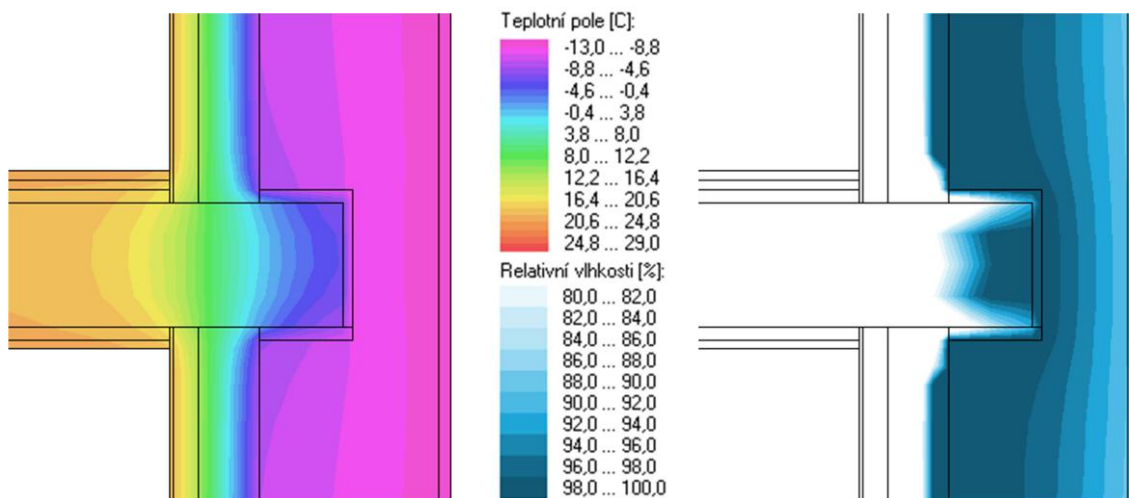 Teplotní pole [C]:
-13,0 ... -8,8
-8,8 ... -4,6
-4,6 ... -0,4
-0,4 ... 3,8
3,8 ... 8,0
8,0 ... 12,2
12,2 ... 16,4
16,4 ... 20,6
20,6 ... 24,8
24,8 ... 29,0
Relativní vlhkosti [%]:
80,0 ... 82,0
82,0 ... 84,0
84,0 ... 86,0
86,0 ... 88,0
88,0 ... 90,0
90,0 ... 92,0
92,0 ... 94,0
94,0 ... 96,0
96,0 ... 98,0
98,0 ... 100,0